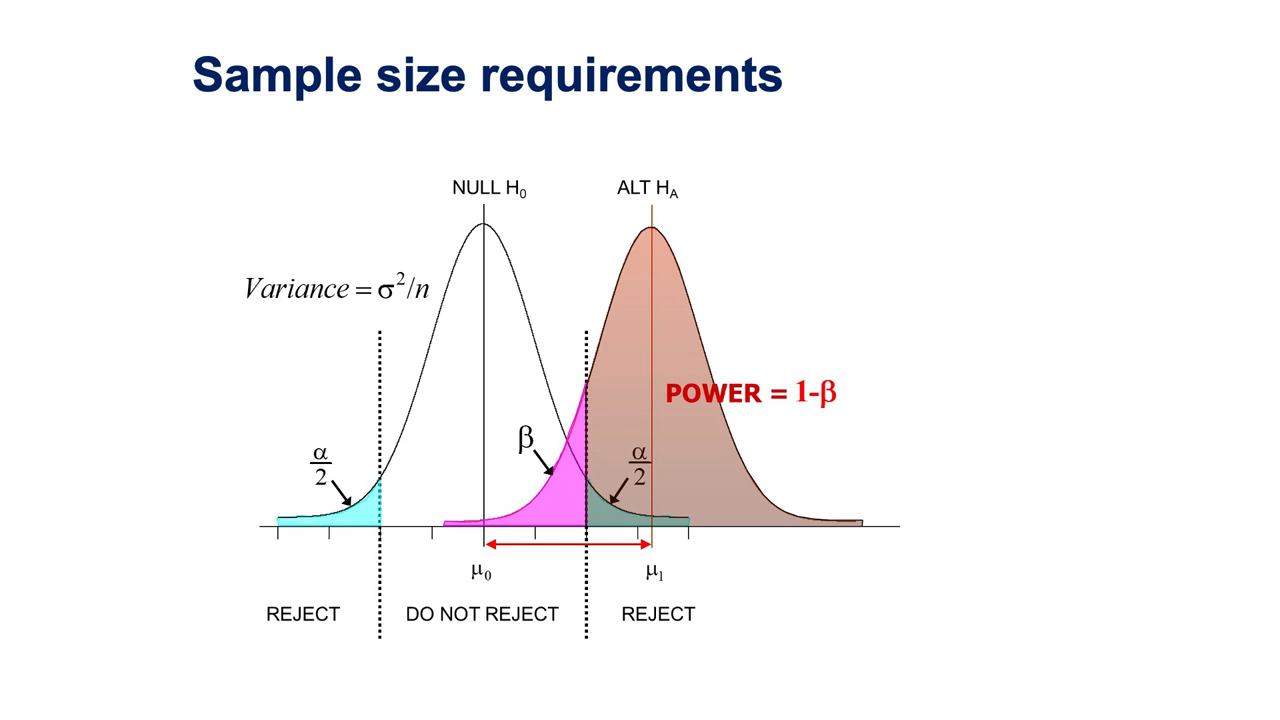 Sample size requirements
NULL H₀
ALT Hₐ
Variance = σ²/n
POWER = 1-β
α/2
β
α/2
μ₀
μ₁
REJECT
DO NOT REJECT
REJECT